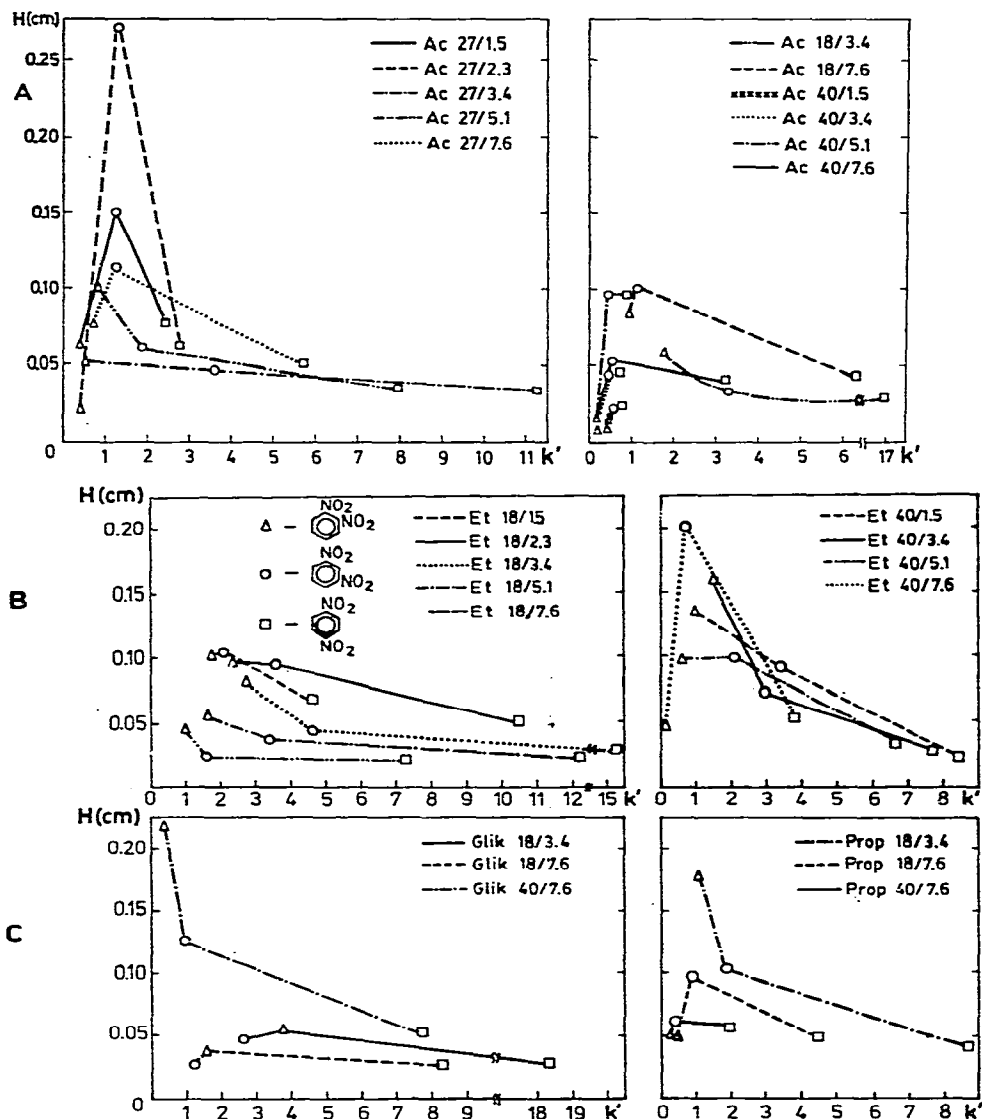 H(cm)
A
0.25
0.20
0.15
0.10
0.05
0
1 2 3 4 5 6 7 8 9 10 11 k'
Ac 27/1.5
Ac 27/2.3
Ac 27/3.4
Ac 27/5.1
Ac 27/7.6
0 1 2 3 4 5 6 17 k'
Ac 18/3.4
Ac 18/7.6
Ac 40/1.5
Ac 40/3.4
Ac 40/5.1
Ac 40/7.6
H(cm)
B
0.20
0.15
0.10
0.05
0
0 1 2 3 4 5 6 7 8 9 10 11 12 15 k'
NO2
NO2
NO2
NO2
NO2
NO2
Et 18/1.5
Et 18/2.3
Et 18/3.4
Et 18/5.1
Et 18/7.6
0 1 2 3 4 5 6 7 8 k'
Et 40/1.5
Et 40/3.4
Et 40/5.1
Et 40/7.6
H(cm)
C
0.20
0.15
0.10
0.05
0
1 2 3 4 5 6 7 8 9 18 19 k'
Glik 18/3.4
Glik 18/7.6
Glik 40/7.6
0 1 2 3 4 5 6 7 8 k'
Prop 18/3.4
Prop 18/7.6
Prop 40/7.6